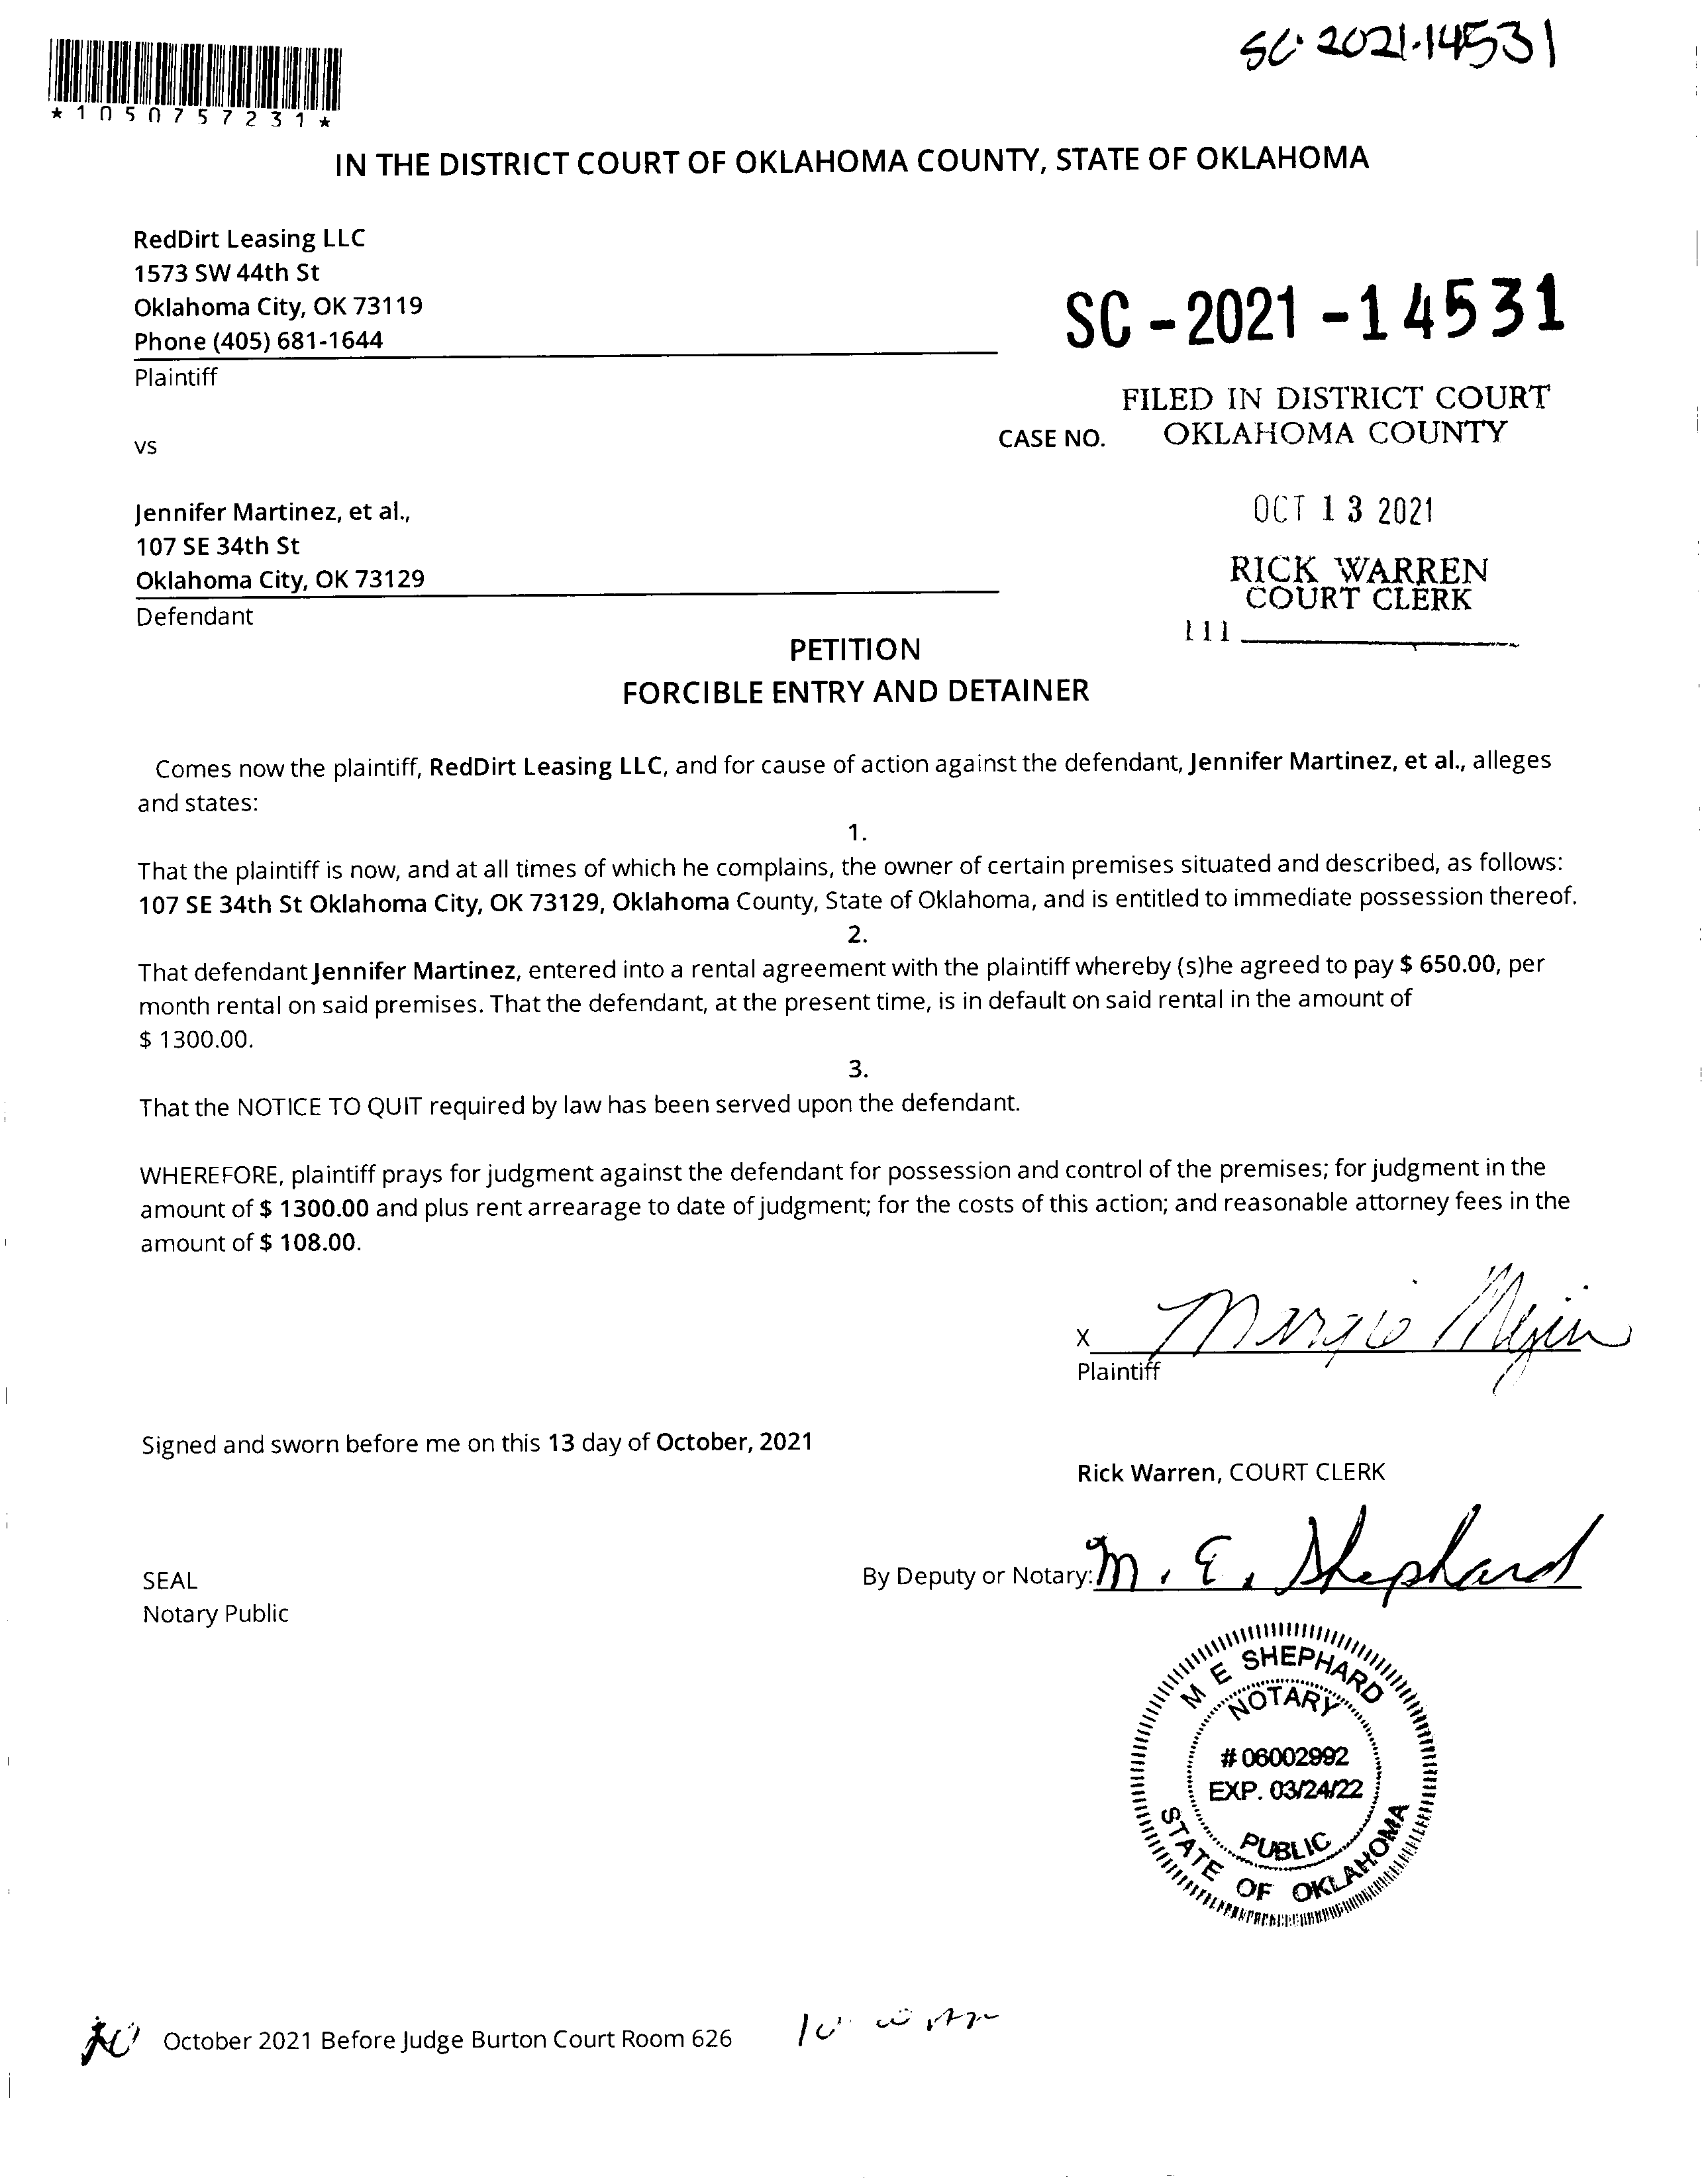 SC 2021-14531
*1050757231*
IN THE DISTRICT COURT OF OKLAHOMA COUNTY, STATE OF OKLAHOMA
RedDirt Leasing LLC
1573 SW 44th St
Oklahoma City, OK 73119
Phone (405) 681-1644
Plaintiff
SC - 2021 - 14531
FILED IN DISTRICT COURT
OKLAHOMA COUNTY
vs
CASE NO.
Jennifer Martinez, et al.,
107 SE 34th St
Oklahoma City, OK 73129
Defendant
OCT 13 2021
RICK WARREN
COURT CLERK
111
PETITION
FORCIBLE ENTRY AND DETAINER
Comes now the plaintiff, RedDirt Leasing LLC, and for cause of action against the defendant, Jennifer Martinez, et al., alleges
and states:
1.
That the plaintiff is now, and at all times of which he complains, the owner of certain premises situated and described, as follows:
107 SE 34th St Oklahoma City, OK 73129, Oklahoma County, State of Oklahoma, and is entitled to immediate possession thereof.
2.
That defendant Jennifer Martinez, entered into a rental agreement with the plaintiff whereby (s)he agreed to pay $ 650.00, per
month rental on said premises. That the defendant, at the present time, is in default on said rental in the amount of
$ 1300.00.
3.
That the NOTICE TO QUIT required by law has been served upon the defendant.
WHEREFORE, plaintiff prays for judgment against the defendant for possession and control of the premises; for judgment in the
amount of $ 1300.00 and plus rent arrearage to date of judgment; for the costs of this action; and reasonable attorney fees in the
amount of $ 108.00.
X Margie
Plaintiff
Signed and sworn before me on this 13 day of October, 2021
Rick Warren, COURT CLERK
SEAL
Notary Public
By Deputy or Notary: M. E. Shephard
M E SHEPHARD
NOTARY
# 06002992
EXP. 03/24/22
PUBLIC
STATE OF OKLAHOMA
October 2021 Before Judge Burton Court Room 626